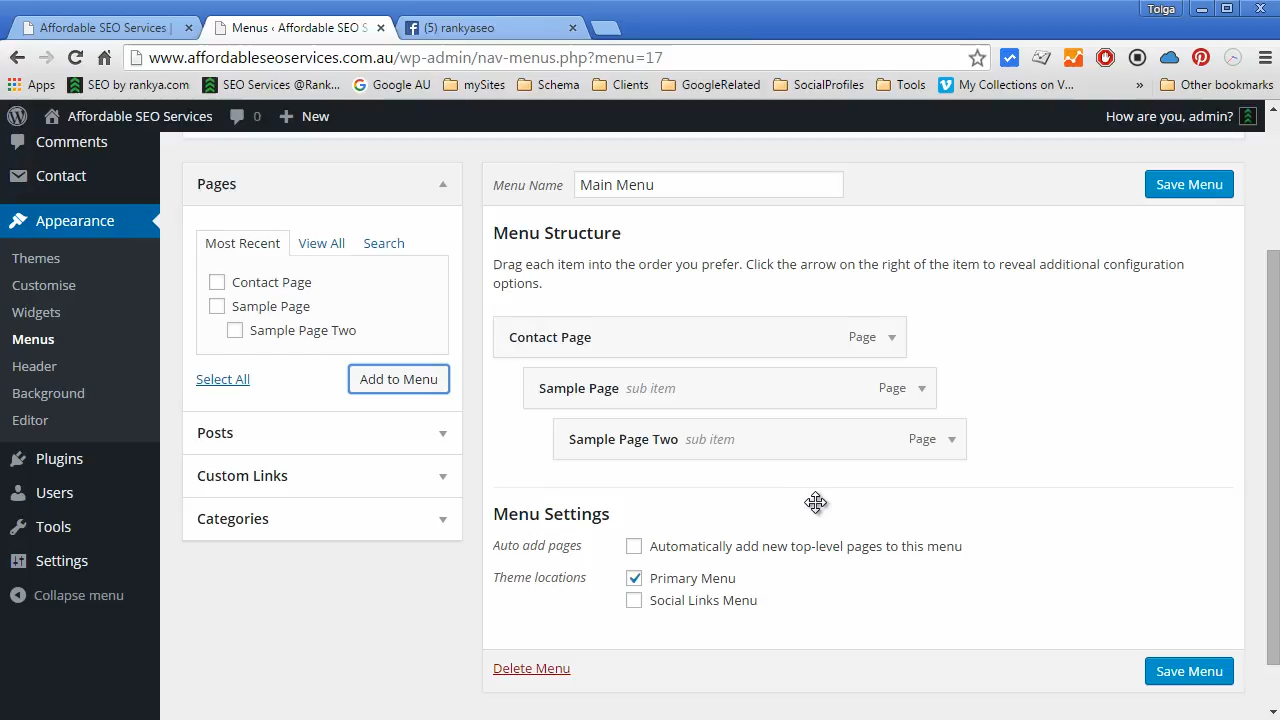 Tolga
Affordable SEO Services |
Menus ‹ Affordable SEO S
(5) rankyaseo
www.affordableseoservices.com.au/wp-admin/nav-menus.php?menu=17
Apps
SEO by rankya.com
SEOServices @Rank...
Google AU
mySites
Schema
Clients
GoogleRelated
SocialProfiles
Tools
My Collections on V...
»
Other bookmarks
Affordable SEO Services
0
New
How are you, admin?
Comments
Contact
Appearance
Themes
Customise
Widgets
Menus
Header
Background
Editor
Plugins
Users
Tools
Settings
Collapse menu
Pages
Most Recent
View All
Search
Contact Page
Sample Page
Sample Page Two
Select All
Add to Menu
Posts
Custom Links
Categories
Menu Name
Main Menu
Save Menu
Menu Structure
Drag each item into the order you prefer. Click the arrow on the right of the item to reveal additional configuration
options.
Contact Page
Page
Sample Page sub item
Page
Sample Page Two sub item
Page
Menu Settings
Auto add pages
Automatically add new top-level pages to this menu
Theme locations
Primary Menu
Social Links Menu
Delete Menu
Save Menu